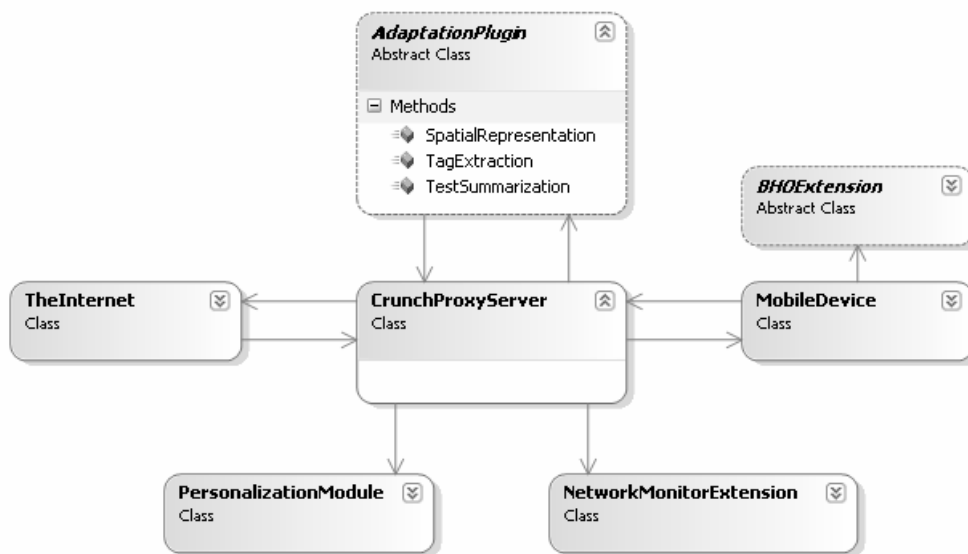 AdaptationPlugin
Abstract Class
Methods
SpatialRepresentation
TagExtraction
TestSummarization
BHOExtension
Abstract Class
TheInternet
Class
CrunchProxyServer
Class
MobileDevice
Class
PersonalizationModule
Class
NetworkMonitorExtension
Class